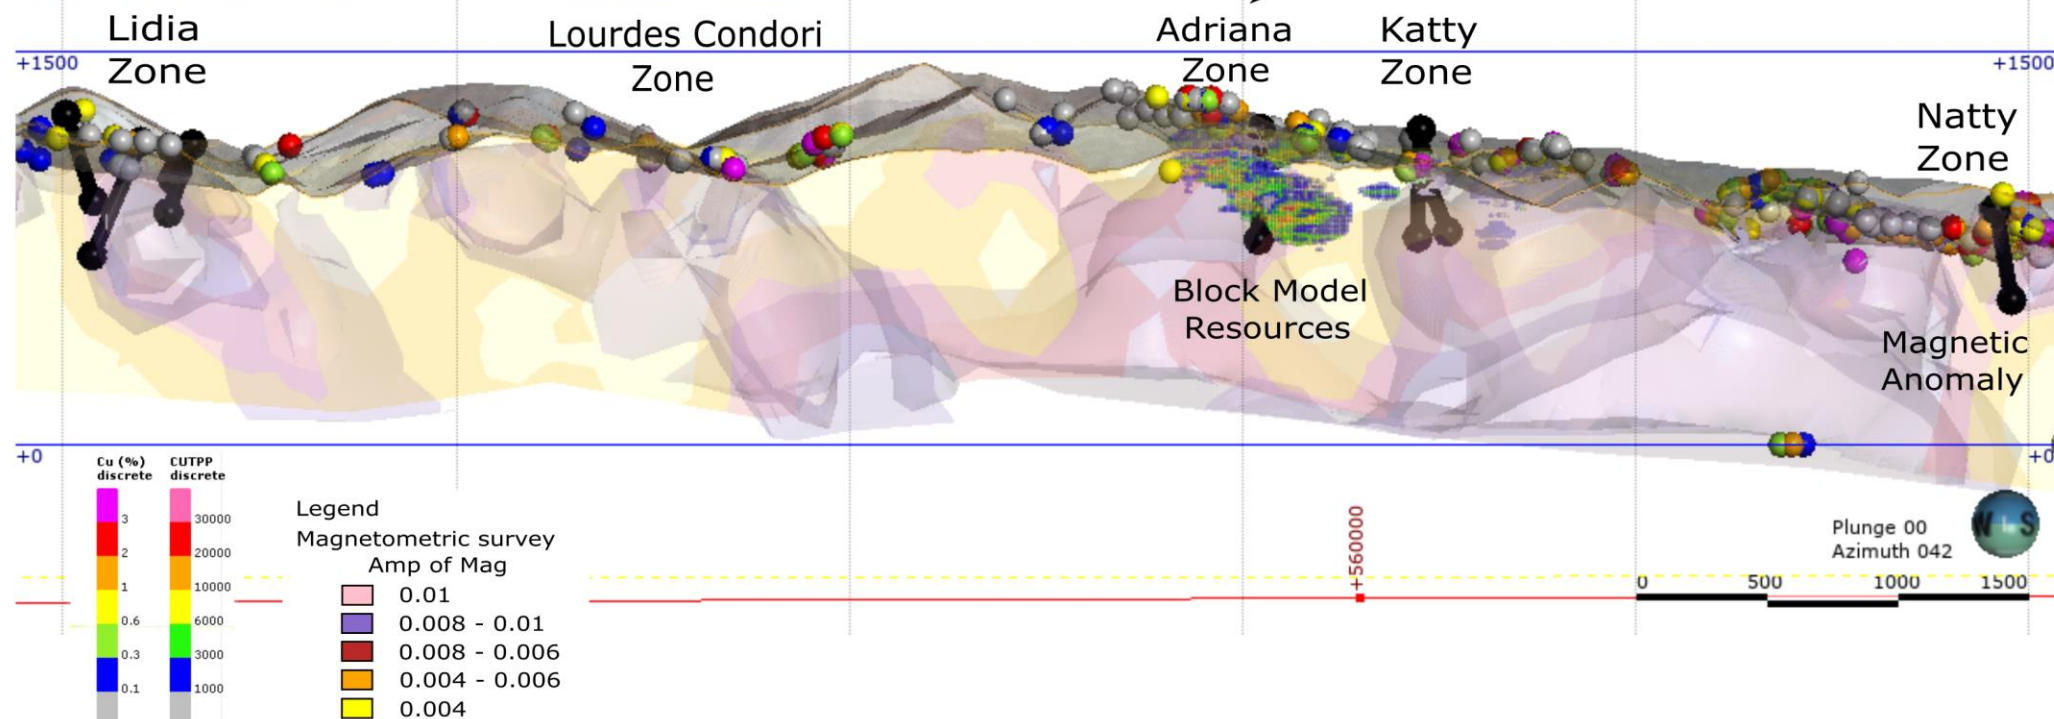 Lidia
Zone
Lourdes Condori
Zone
Adriana
Zone
Katty
Zone
+1500
+1500
Natty
Zone
Block Model
Resources
Magnetic
Anomaly
+0
+0
Cu (%)
discrete
3
2
1
0.6
0.3
0.1
CUTPP
discrete
30000
20000
10000
6000
3000
1000
Legend
Magnetometric survey
Amp of Mag
0.01
0.008 - 0.01
0.008 - 0.006
0.004 - 0.006
0.004
+560000
Plunge 00
Azimuth 042
W S
0 500 1000 1500